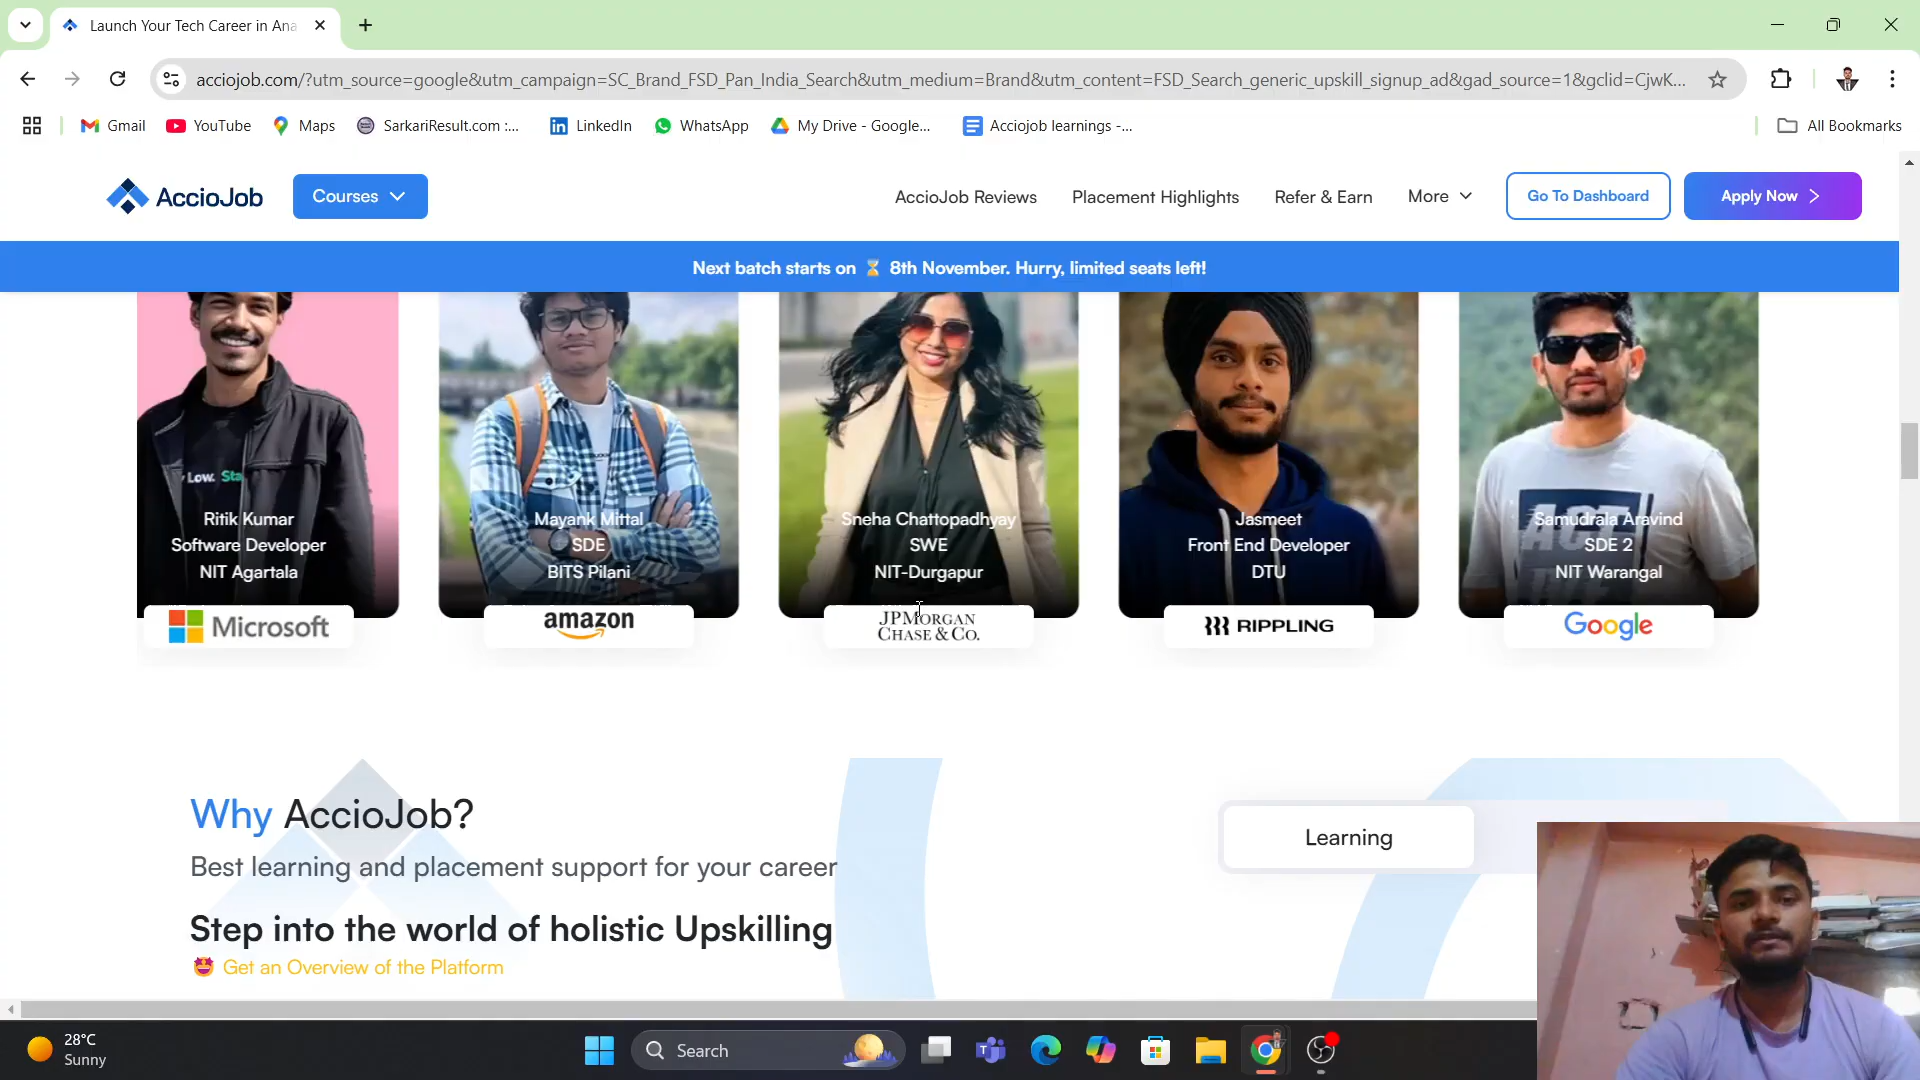 Launch Your Tech Career in Ana
acciojob.com/?utm_source=google&utm_campaign=SC_Brand_FSD_Pan_India_Search&utm_medium=Brand&utm_content=FSD_Search_generic_upskill_signup_ad&gad_source=1&gclid=CjwK...
Gmail
YouTube
Maps
SarkariResult.com :...
LinkedIn
WhatsApp
My Drive - Google...
Acciojob learnings -...
All Bookmarks
AccioJob
Courses
AccioJob Reviews
Placement Highlights
Refer & Earn
More
Go To Dashboard
Apply Now
Next batch starts on ⏳ 8th November. Hurry, limited seats left!
Low. Sta
Ritik Kumar
Software Developer
NIT Agartala
Microsoft
Mayank Mittal
SDE
BITS Pilani
amazon
Sneha Chattopadhyay
SWE
NIT-Durgapur
JPMORGAN
CHASE & CO.
Jasmeet
Front End Developer
DTU
RIPPLING
Samudrala Aravind
SDE 2
NIT Warangal
Google
Why AccioJob?
Best learning and placement support for your career
Step into the world of holistic Upskilling
🤩 Get an Overview of the Platform
Learning
28°C
Sunny
Search